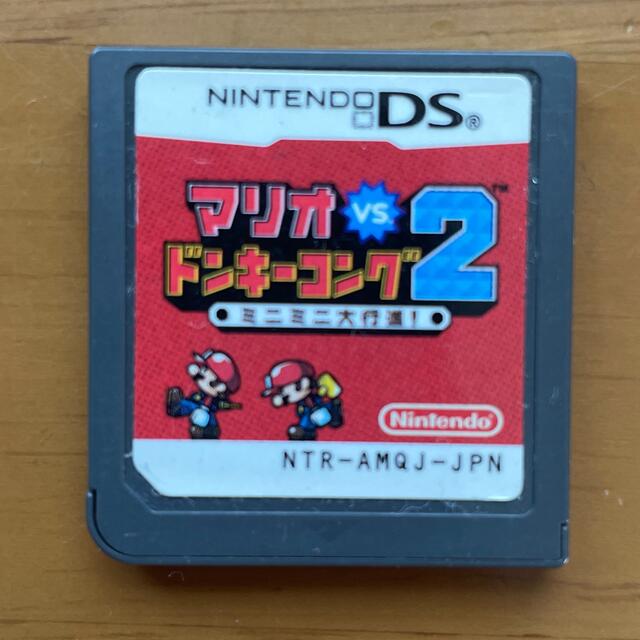 NINTENDO DS®
マリオ VS. 
ドンキーコング 2™
ミニミニ大行進!
Nintendo
NTR-AMQJ-JPN